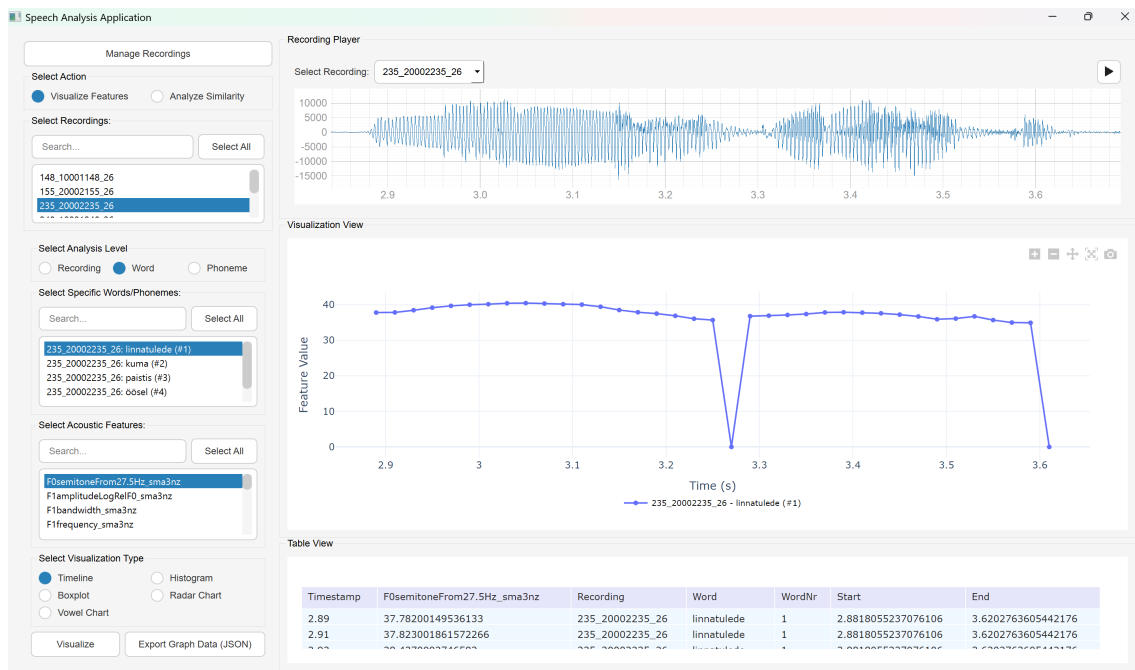 Speech Analysis Application
Manage Recordings
Select Action
Visualize Features
Analyze Similarity
Select Recordings:
Search...
Select All
148_10001148_26
155_20002155_26
235_20002235_26
Select Analysis Level
Recording
Word
Phoneme
Select Specific Words/Phonemes:
Search...
Select All
235_20002235_26: linnatulede (#1)
235_20002235_26: kuma (#2)
235_20002235_26: paistis (#3)
235_20002235_26: öösel (#4)
Select Acoustic Features:
Search...
Select All
F0semitoneFrom27.5Hz_sma3nz
F1amplitudeLogRelF0_sma3nz
F1bandwidth_sma3nz
F1frequency_sma3nz
Select Visualization Type
Timeline
Histogram
Boxplot
Radar Chart
Vowel Chart
Visualize
Export Graph Data (JSON)
Recording Player
Select Recording:
235_20002235_26
10000
5000
0
-5000
-10000
-15000
2.9 3.0 3.1 3.2 3.3 3.4 3.5 3.6
Visualization View
Feature Value
40
30
20
10
0
2.9 3 3.1 3.2 3.3 3.4 3.5 3.6
Time (s)
235_20002235_26 - linnatulede (#1)
Table View
Timestamp F0semitoneFrom27.5Hz_sma3nz Recording Word WordNr Start End
2.89 37.78200149536133 235_20002235_26 linnatulede 1 2.8818055237076106 3.6202763605442176
2.91 37.823001861572266 235_20002235_26 linnatulede 1 2.8818055237076106 3.6202763605442176